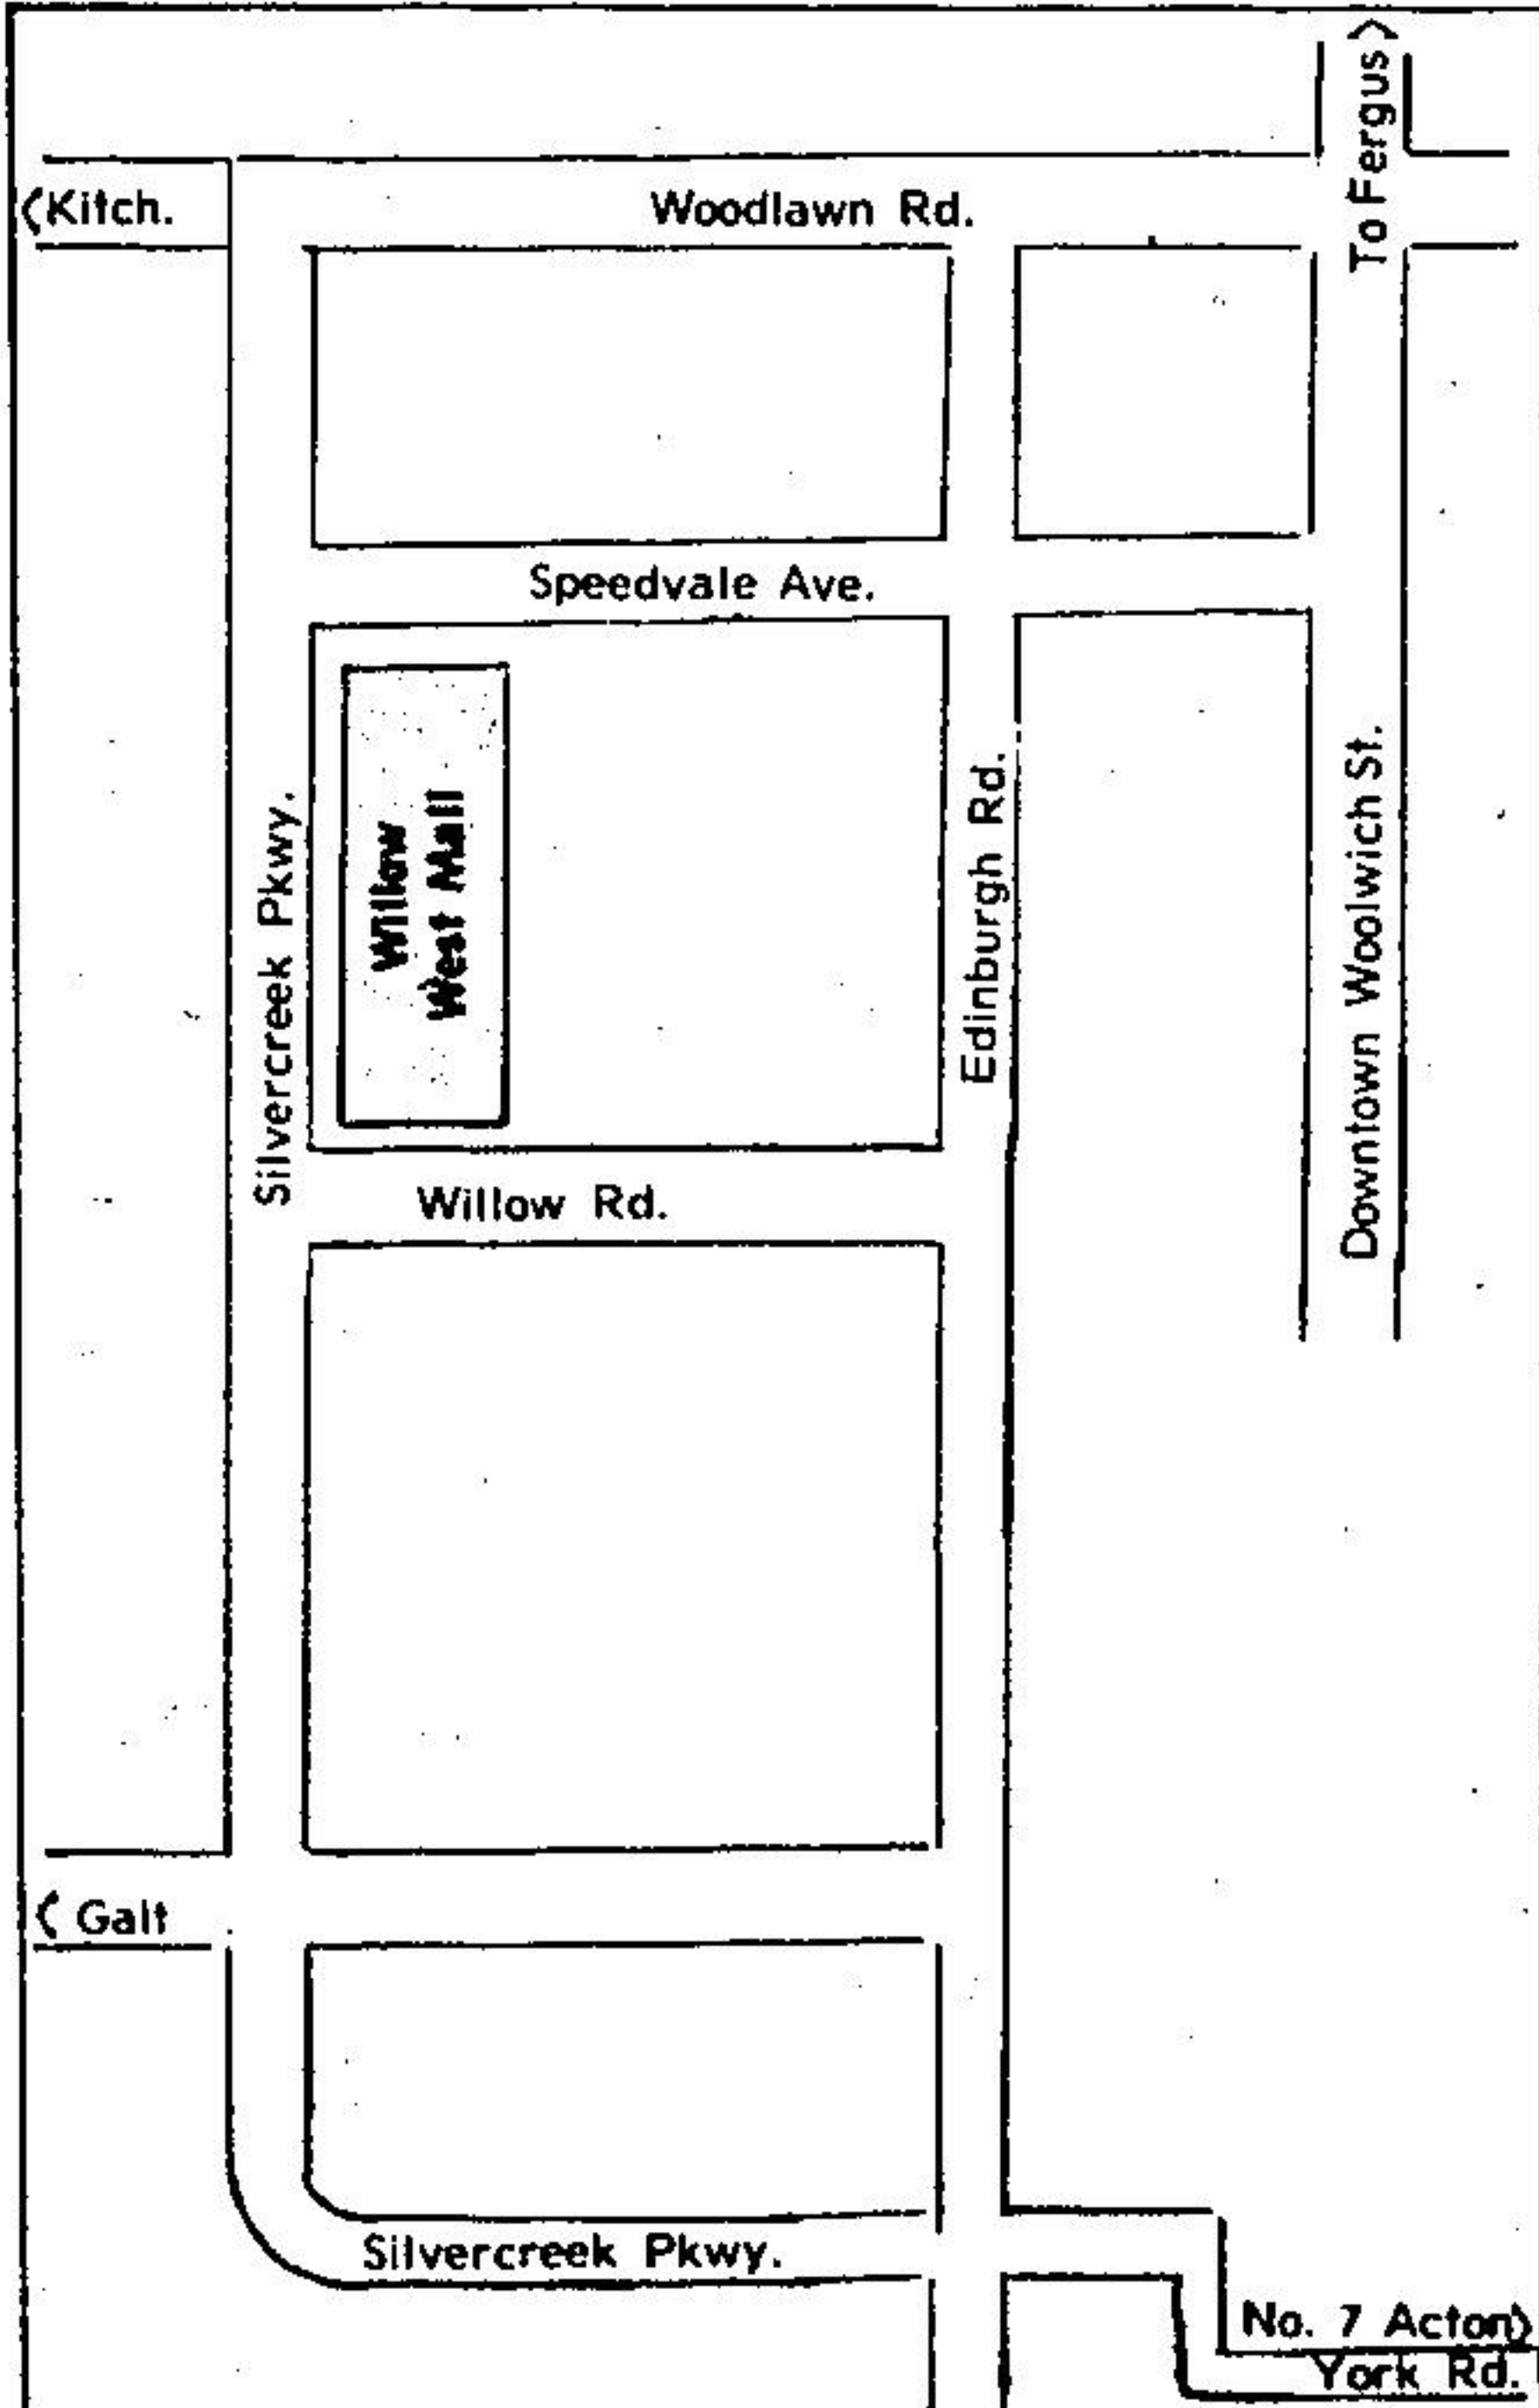 To Fergus >
< Kitch.
Woodlawn Rd.
Speedvale Ave.
Silvercreek Pkwy.
Willow
West Mall
Edinburgh Rd.
Downtown Woolwich St.
Willow Rd.
< Galt
Silvercreek Pkwy.
No. 7 Acton >
York Rd.